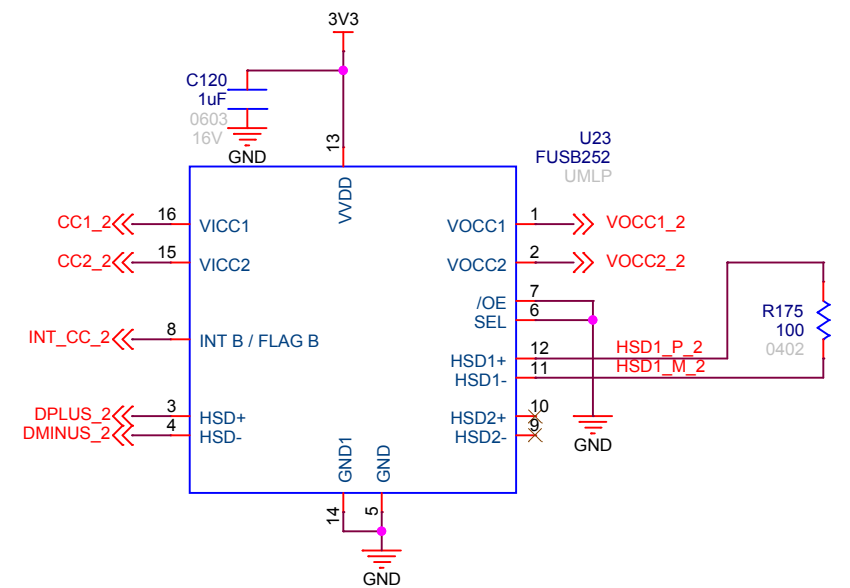 3V3
C120
1uF
0603
16V
GND
13
U23
FUSB252
UMLP
VVDD
CC1_2 16 VICC1
VOCC1 1 VOCC1_2
CC2_2 15 VICC2
VOCC2 2 VOCC2_2
/OE 7
SEL 6
R175
100
0402
INT_CC_2 8 INT B / FLAG B
HSD1+ 12 HSD1_P_2
HSD1- 11 HSD1_M_2
DPLUS_2 3 HSD+
DMINUS_2 4 HSD-
HSD2+ 10
HSD2- 9
GND
GND1
GND
14
5
GND